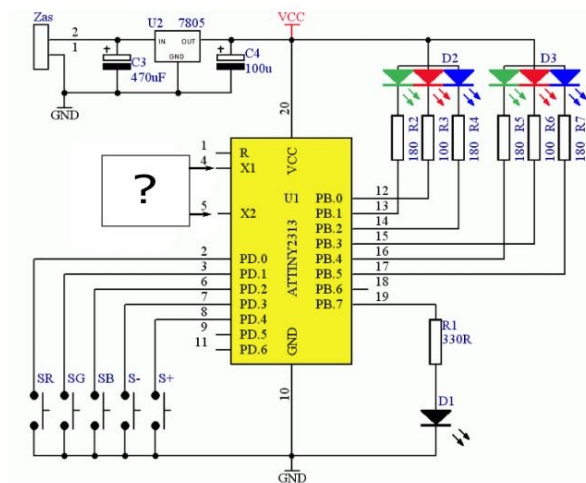 Zas
2
1
U2 7805
IN OUT
GND
VCC
C3
470uF
C4
100u
GND
D2
D3
R2
180
R3
100
R4
180
R5
180
R6
100
R7
180
20
1 R
4 X1
5 X2
?
VCC
U1
ATTINY2313
GND
PB.0 12
PB.1 13
PB.2 14
PB.3 15
PB.4 16
PB.5 17
PB.6 18
PB.7 19
2 PD.0
3 PD.1
6 PD.2
7 PD.3
8 PD.4
9 PD.5
11 PD.6
R1
330R
SR SG SB S- S+
10
D1
GND